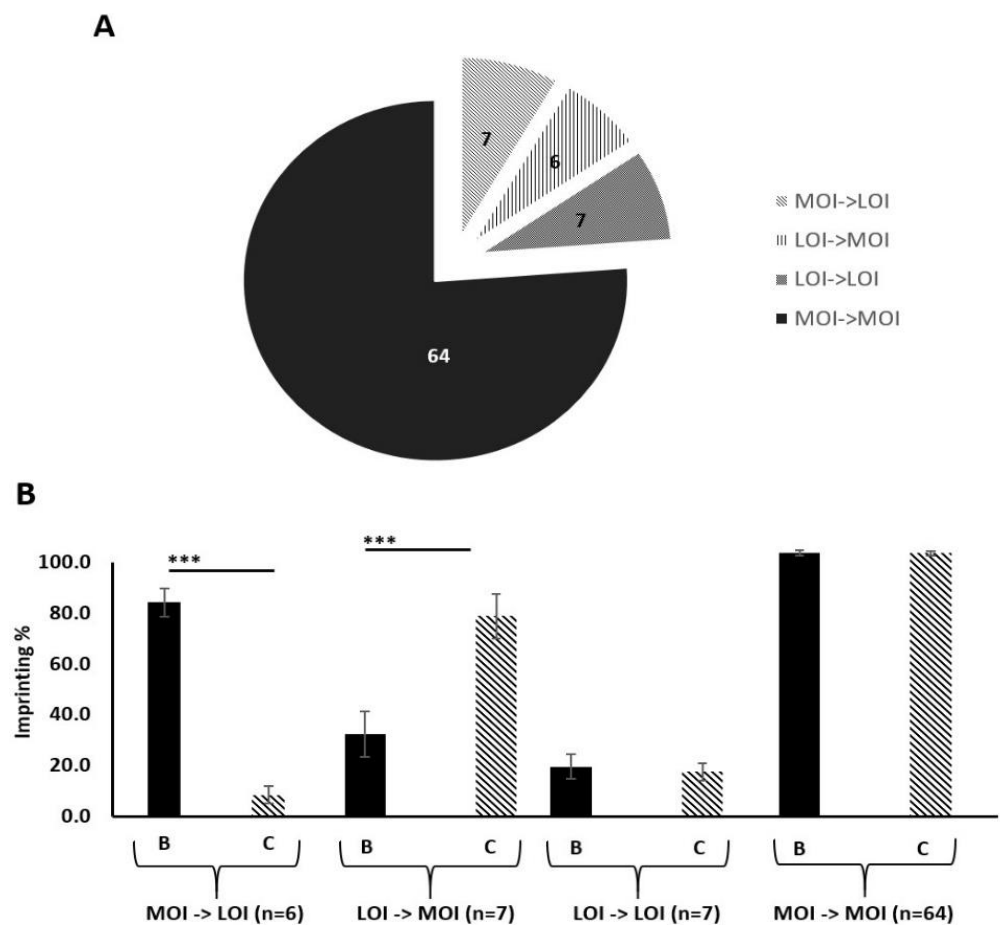 A
7
6
7
64
MOI->LOI
LOI->MOI
LOI->LOI
MOI->MOI
B
*** ***
100.0
80.0
60.0
40.0
20.0
0.0
Imprinting %
B C B C B C B C
MOI -> LOI (n=6) LOI -> MOI (n=7) LOI -> LOI (n=7) MOI -> MOI (n=64)